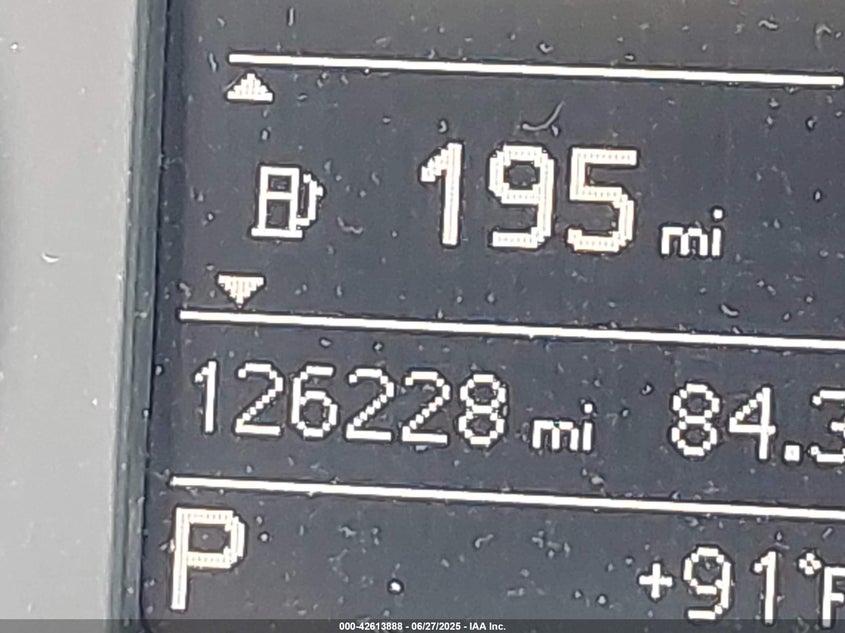 195 mi
126228 mi 84.3
P +91°F
000-42613888 - 06/27/2025 - IAA Inc.